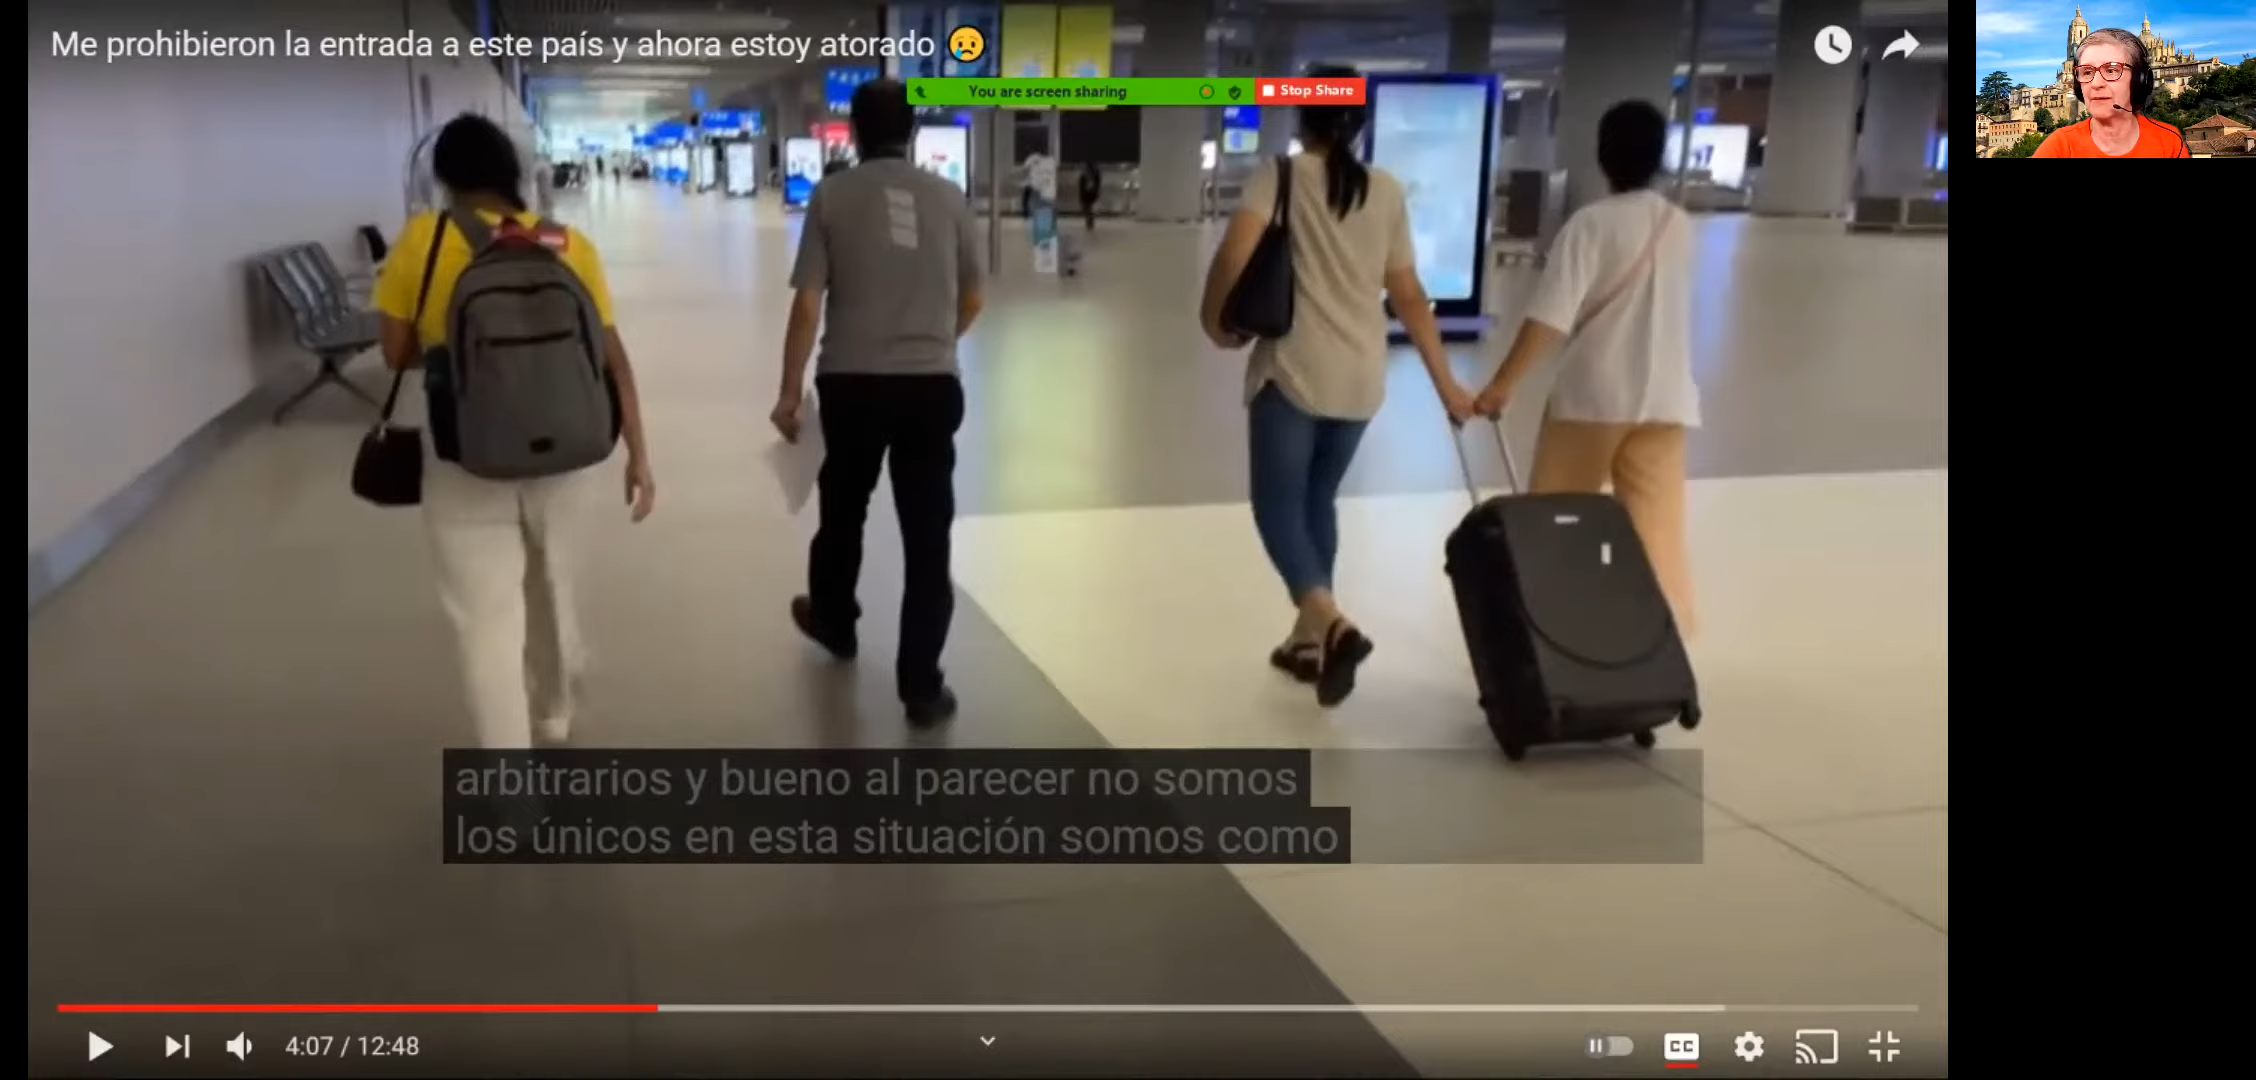 Me prohibieron la entrada a este país y ahora estoy atorado 😢
You are screen sharing
Stop Share
arbitrarios y bueno al parecer no somos
los únicos en esta situación somos como
4:07 / 12:48
CC